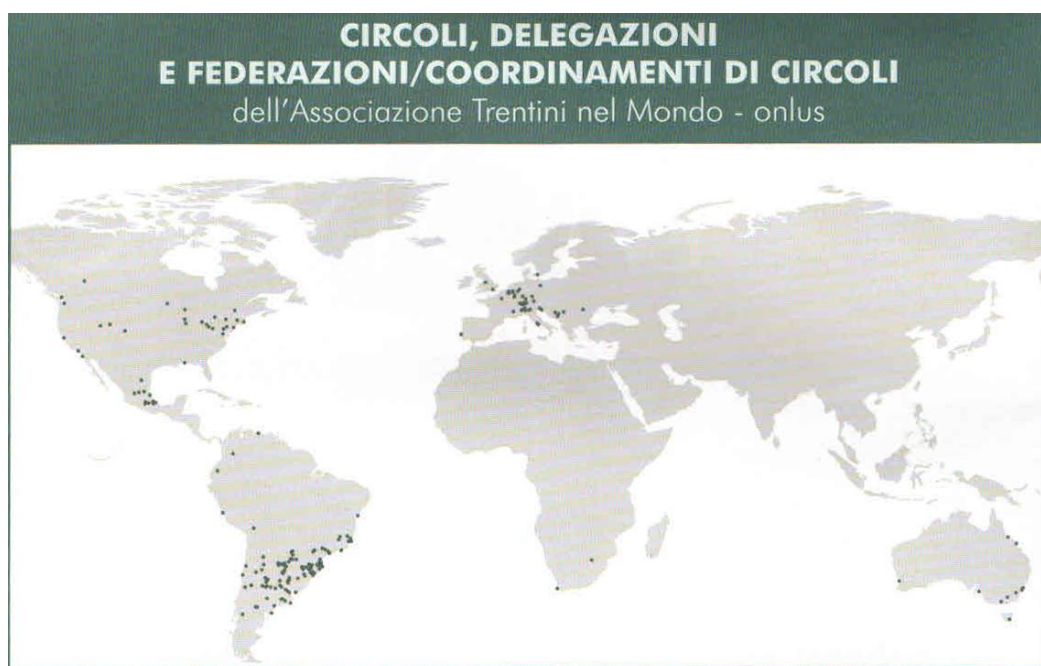 CIRCOLI, DELEGAZIONI
E FEDERAZIONI/COORDINAMENTI DI CIRCOLI
dell'Associazione Trentini nel Mondo - onlus